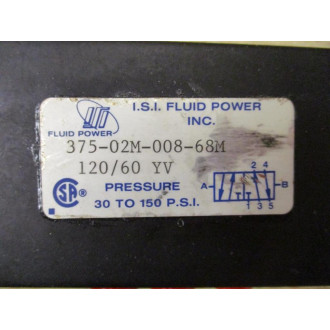 I.S.I. FLUID POWER
INC.
FLUID POWER
375-02M-008-68M
120/60 YV
PRESSURE
30 TO 150 P.S.I.
2 4
A B
1 3 5
SA